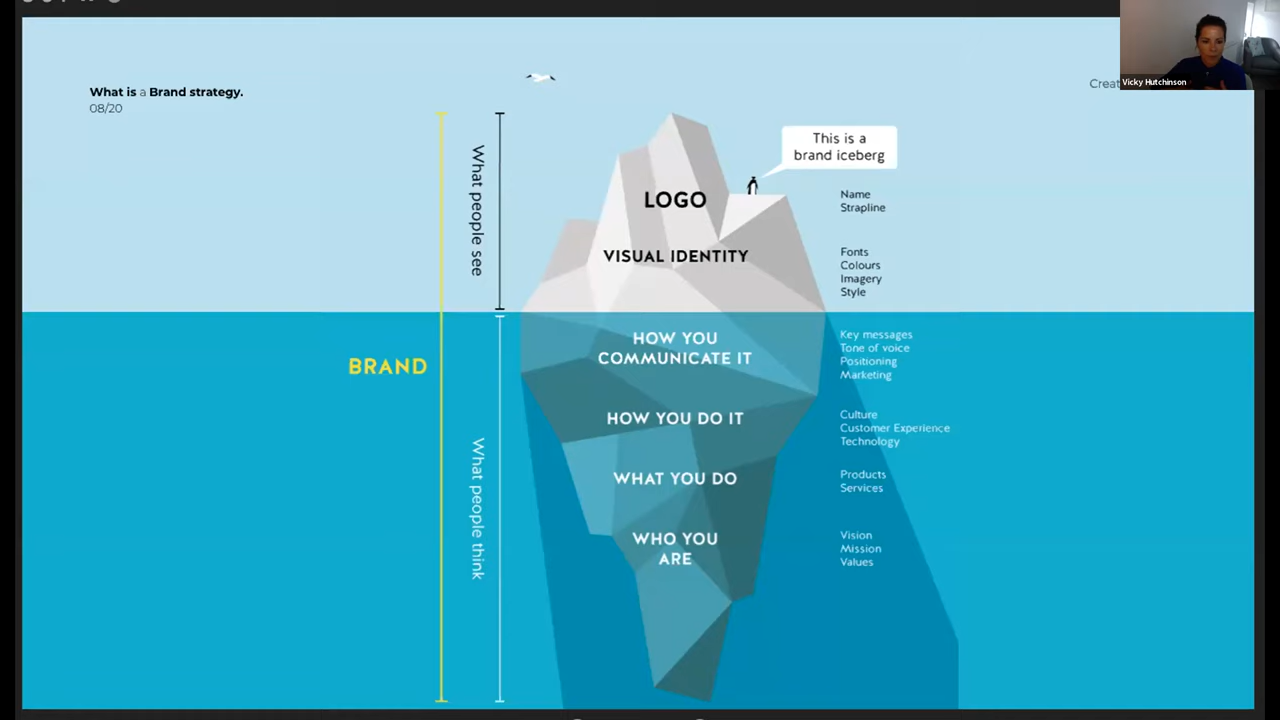 What is a Brand strategy.
08/20
Creat
Vicky Hutchinson
This is a
brand iceberg
What people see
LOGO
Name
Strapline
VISUAL IDENTITY
Fonts
Colours
Imagery
Style
BRAND
What people think
HOW YOU
COMMUNICATE IT
Key messages
Tone of voice
Positioning
Marketing
HOW YOU DO IT
Culture
Customer Experience
Technology
WHAT YOU DO
Products
Services
WHO YOU
ARE
Vision
Mission
Values